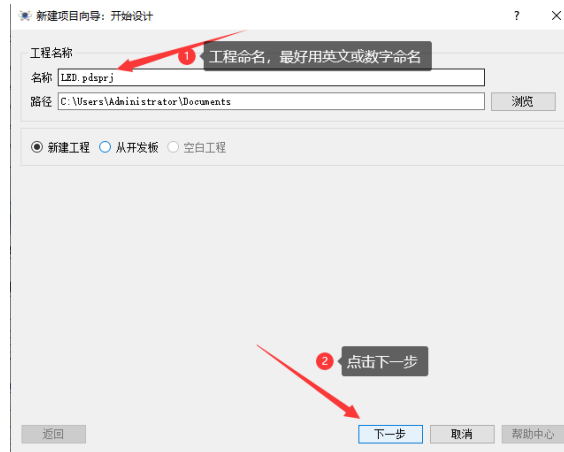 新建项目向导：开始设计
工程名称
1 工程命名，最好用英文或数字命名
名称 LED.pdsprj
路径 C:\Users\Administrator\Documents 浏览
新建工程 从开发板 空白工程
2 点击下一步
返回 下一步 取消 帮助中心